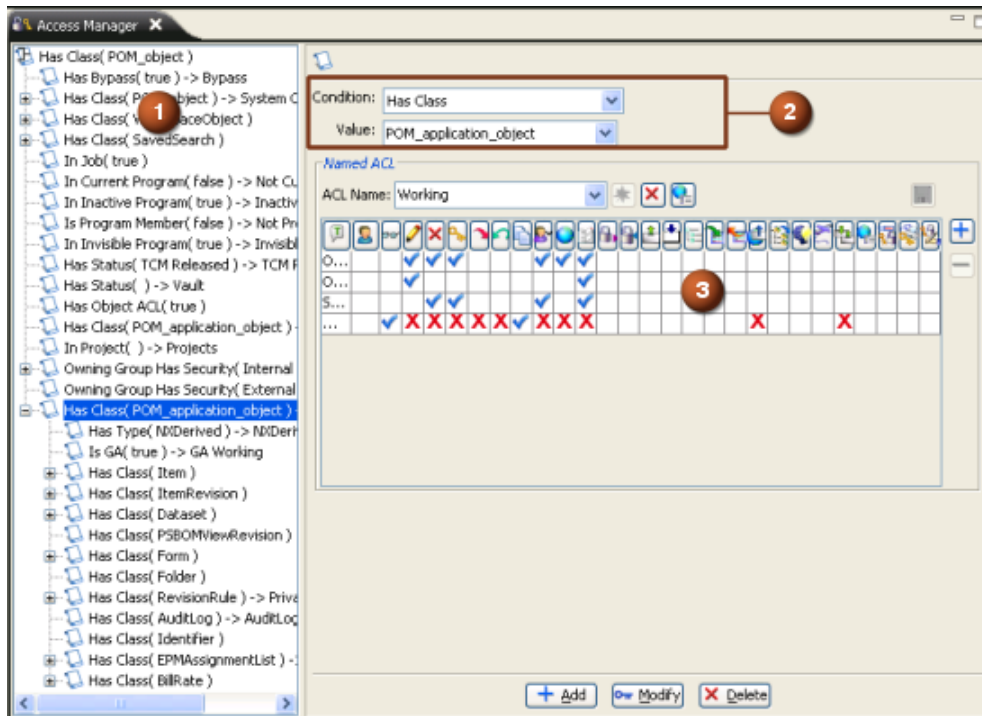 Access Manager
Has Class( POM_object )
Has Bypass( true ) -> Bypass
Has Class( P bject ) -> System C
Has Class( aceObject )
Has Class( SavedSearch )
In Job( true )
In Current Program( false ) -> Not Cu
In Inactive Program( true ) -> Inactiv
Is Program Member( false ) -> Not Pr
In Invisible Program( true ) -> Invisibl
Has Status( TCM Released ) -> TCM R
Has Status( ) -> Vault
Has Object ACL( true )
Has Class( POM_application_object ) -
In Project( ) -> Projects
Owning Group Has Security( Internal
Owning Group Has Security( External
Has Class( POM_application_object ) -
Has Type( NXDerived ) -> NXDeri
Is GA( true ) -> GA Working
Has Class( Item )
Has Class( ItemRevision )
Has Class( Dataset )
Has Class( PSBOMViewRevision )
Has Class( Form )
Has Class( Folder )
Has Class( RevisionRule ) -> Priva
Has Class( AuditLog ) -> AuditLog
Has Class( Identifier )
Has Class( EPMAssignmentList ) -
Has Class( BillRate )
1
Condition: Has Class
Value: POM_application_object
2
Named ACL
ACL Name: Working
O...
O...
S...
...
3
Add Modify Delete